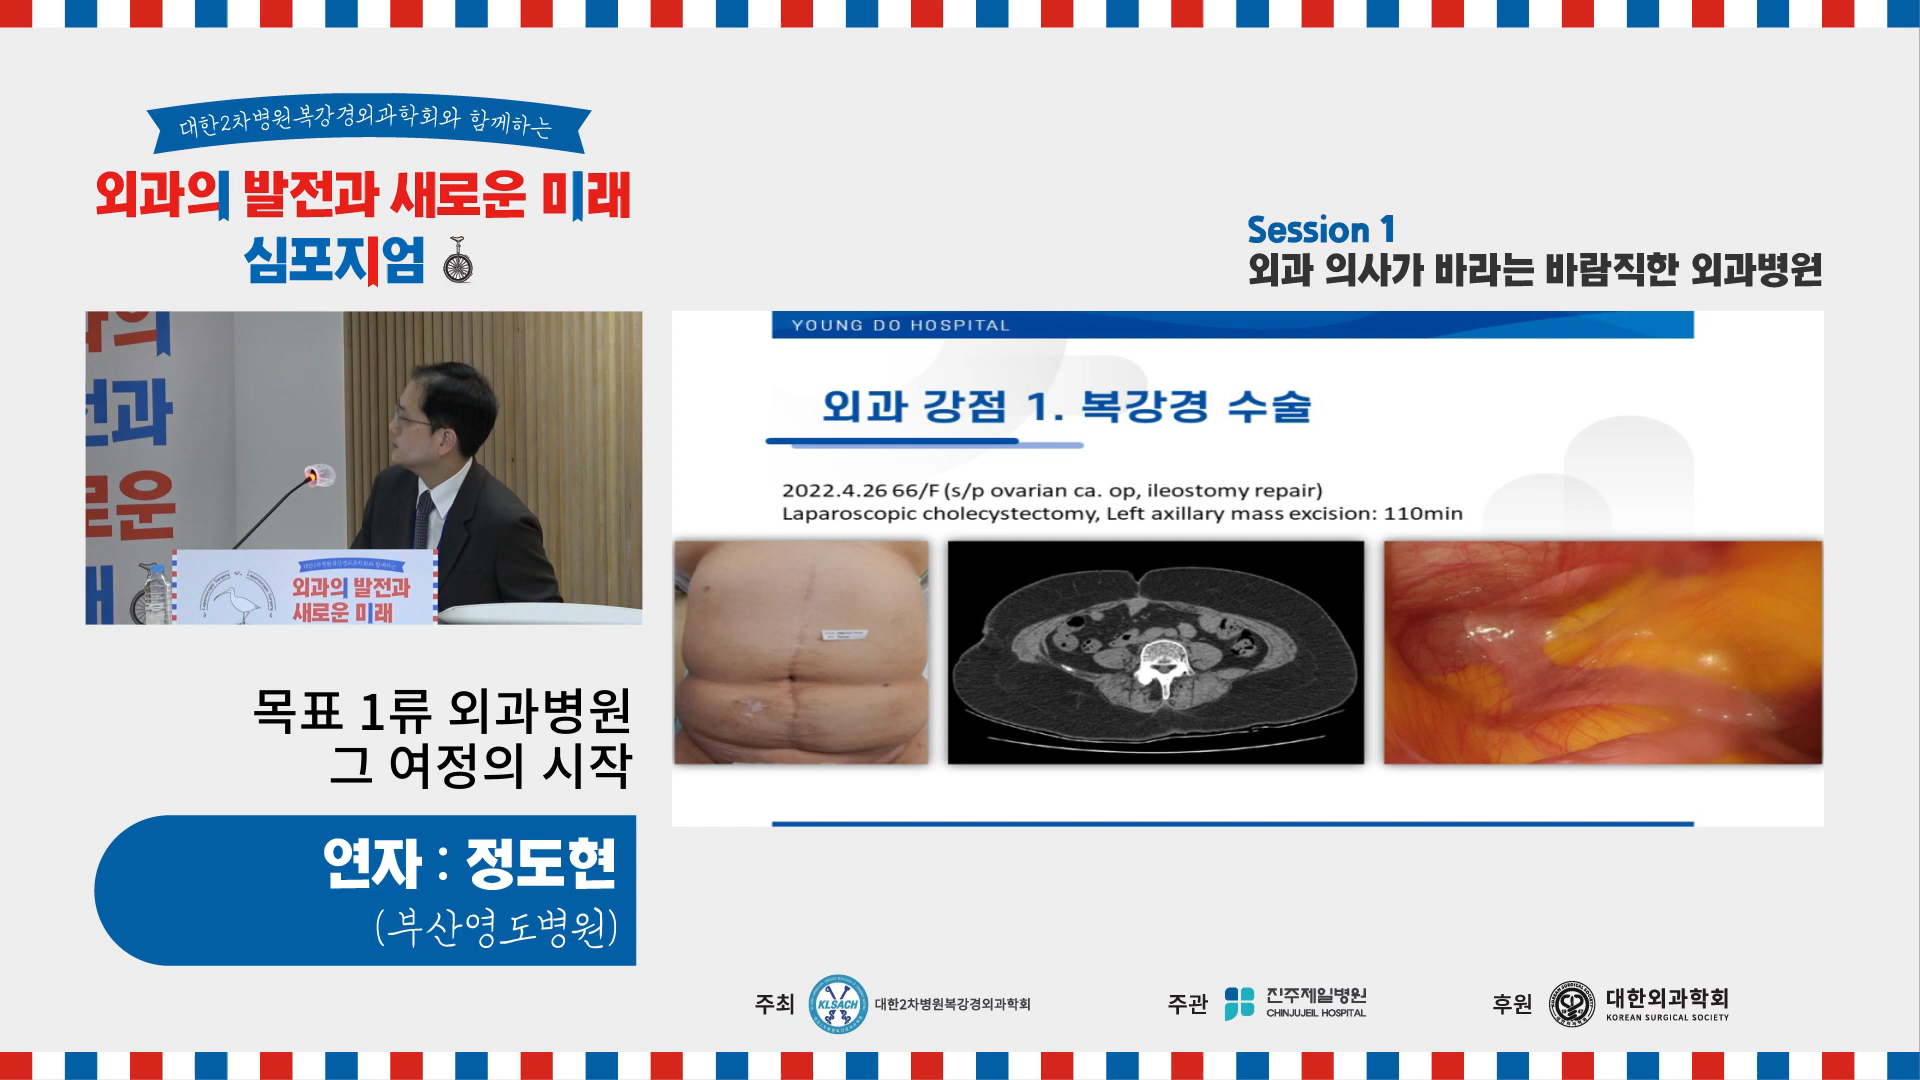 대한2차병원복강경외과학회와 함께하는
외과의 발전과 새로운 미래
심포지엄
Session 1
외과 의사가 바라는 바람직한 외과병원
YOUNG DO HOSPITAL
외과 강점 1. 복강경 수술
2022.4.26 66/F (s/p ovarian ca. op, ileostomy repair)
Laparoscopic cholecystectomy, Left axillary mass excision: 110min
외과의 발전과
새로운 미래
목표 1류 외과병원
그 여정의 시작
연자 : 정도현
(부산영도병원)
주최
KLSACH
대한2차병원복강경외과학회
주관
진주제일병원
CHINJUJEIL HOSPITAL
후원
대한외과학회
KOREAN SURGICAL SOCIETY